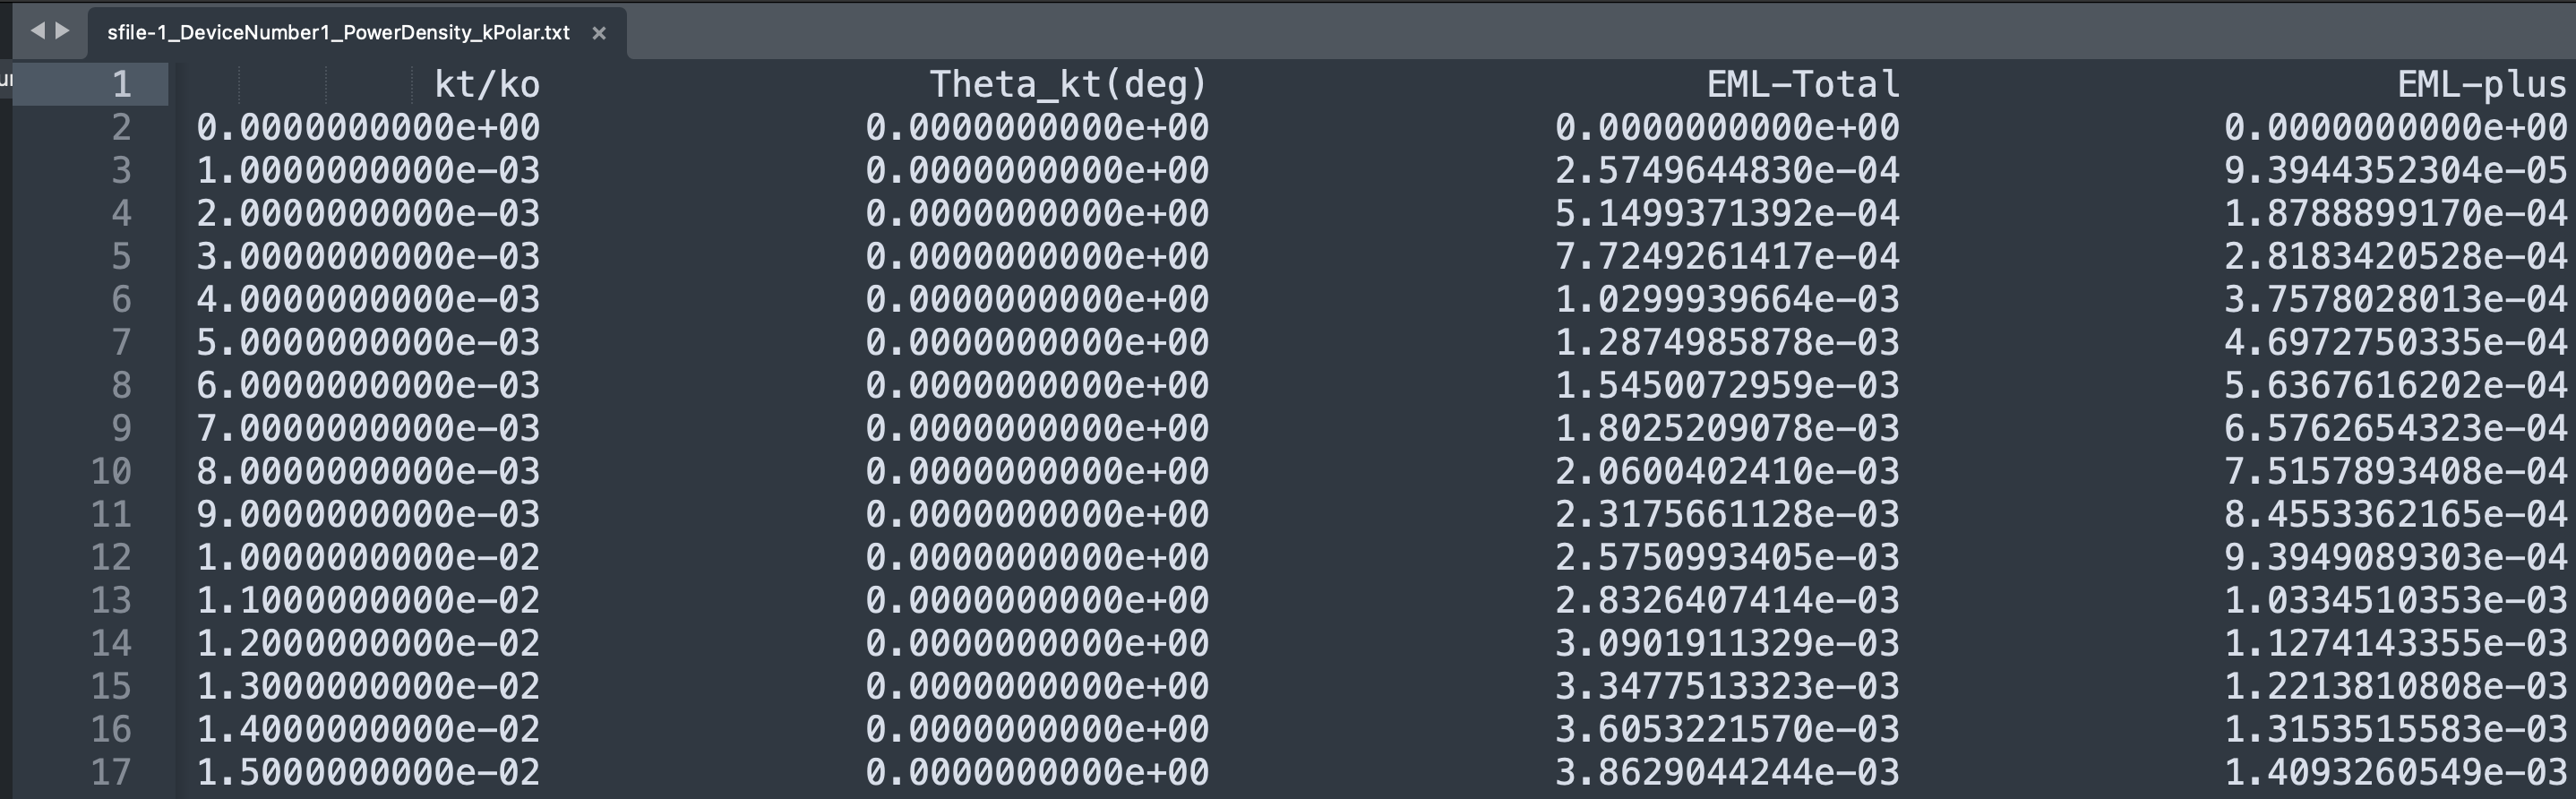 sfile-1_DeviceNumber1_PowerDensity_kPolar.txt ×
1 kt/ko Theta_kt(deg) EML-Total EML-plus
2 0.0000000000e+00 0.0000000000e+00 0.0000000000e+00 0.0000000000e+00
3 1.0000000000e-03 0.0000000000e+00 2.5749644830e-04 9.3944352304e-05
4 2.0000000000e-03 0.0000000000e+00 5.1499371392e-04 1.8788899170e-04
5 3.0000000000e-03 0.0000000000e+00 7.7249261417e-04 2.8183420528e-04
6 4.0000000000e-03 0.0000000000e+00 1.0299939664e-03 3.7578028013e-04
7 5.0000000000e-03 0.0000000000e+00 1.2874985878e-03 4.6972750335e-04
8 6.0000000000e-03 0.0000000000e+00 1.5450072959e-03 5.6367616202e-04
9 7.0000000000e-03 0.0000000000e+00 1.8025209078e-03 6.5762654323e-04
10 8.0000000000e-03 0.0000000000e+00 2.0600402410e-03 7.5157893408e-04
11 9.0000000000e-03 0.0000000000e+00 2.3175661128e-03 8.4553362165e-04
12 1.0000000000e-02 0.0000000000e+00 2.5750993405e-03 9.3949089303e-04
13 1.1000000000e-02 0.0000000000e+00 2.8326407414e-03 1.0334510353e-03
14 1.2000000000e-02 0.0000000000e+00 3.0901911329e-03 1.1274143355e-03
15 1.3000000000e-02 0.0000000000e+00 3.3477513323e-03 1.2213810808e-03
16 1.4000000000e-02 0.0000000000e+00 3.6053221570e-03 1.3153515583e-03
17 1.5000000000e-02 0.0000000000e+00 3.8629044244e-03 1.4093260549e-03